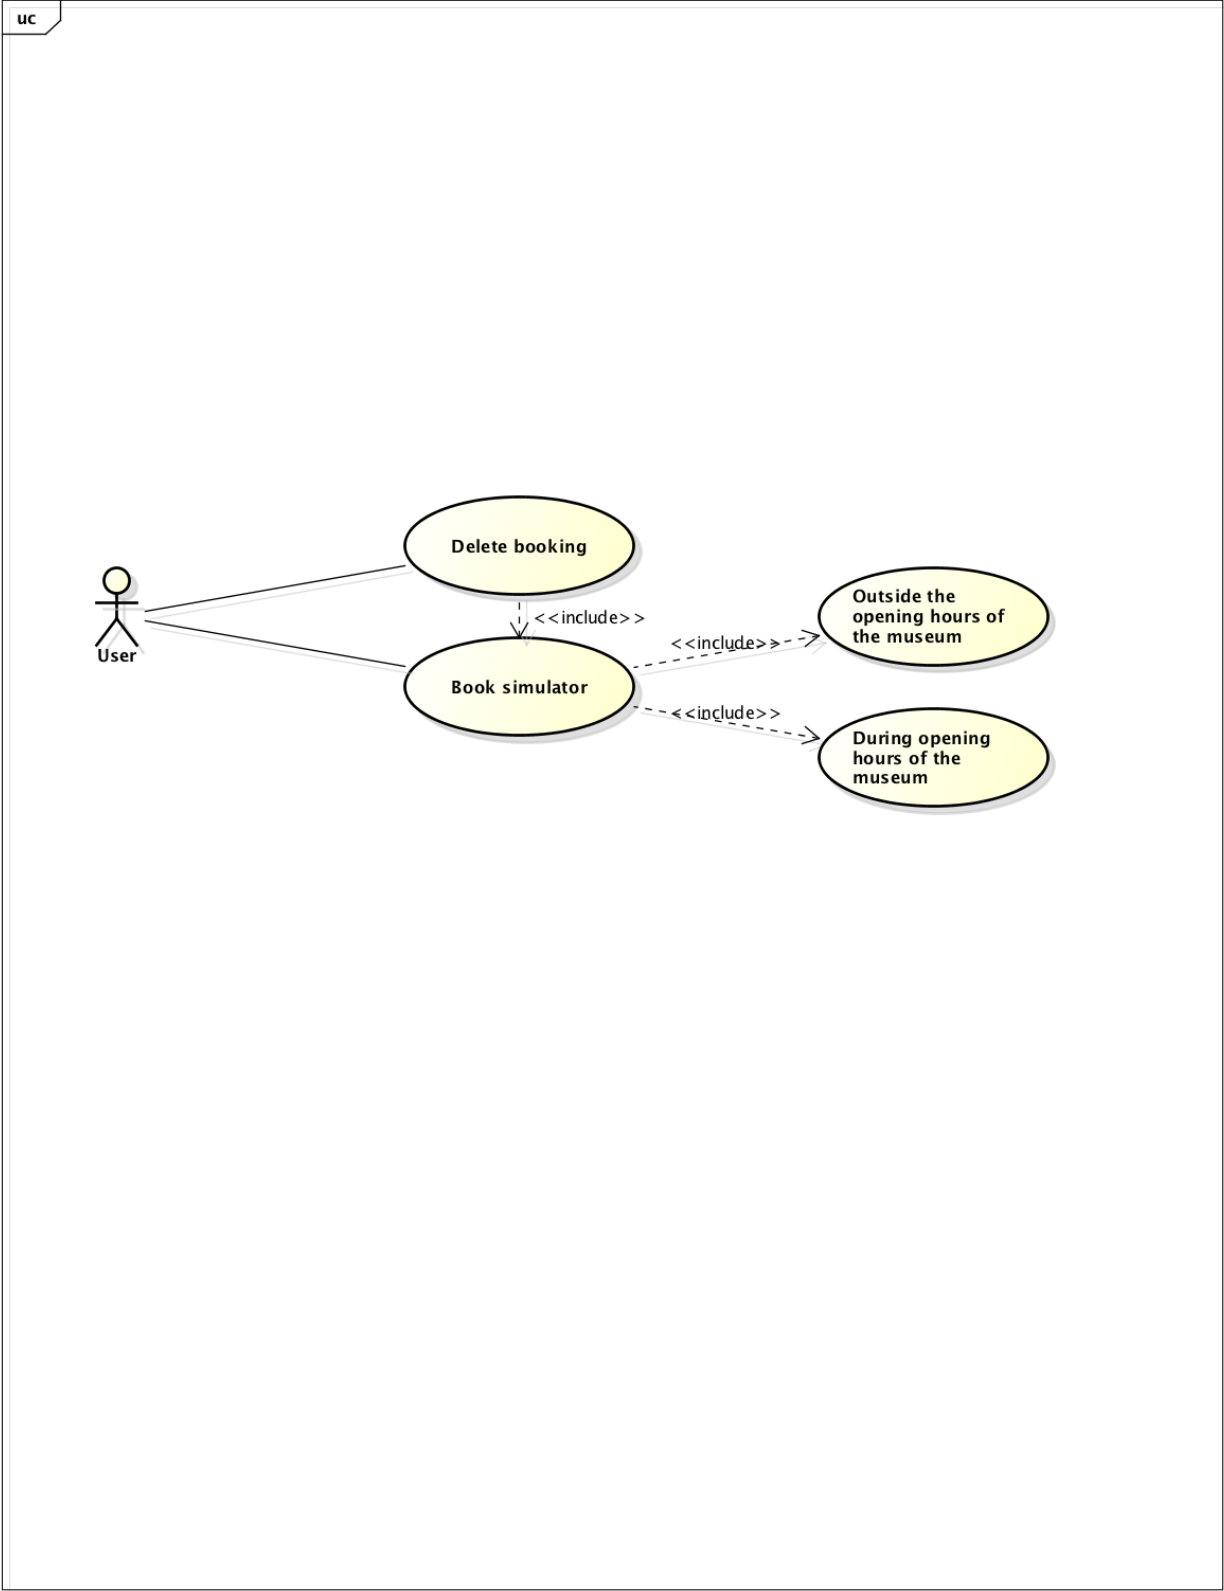 uc
Delete booking
<<include>>
User
Book simulator
<<include>>
Outside the
opening hours of
the museum
<<include>>
During opening
hours of the
museum